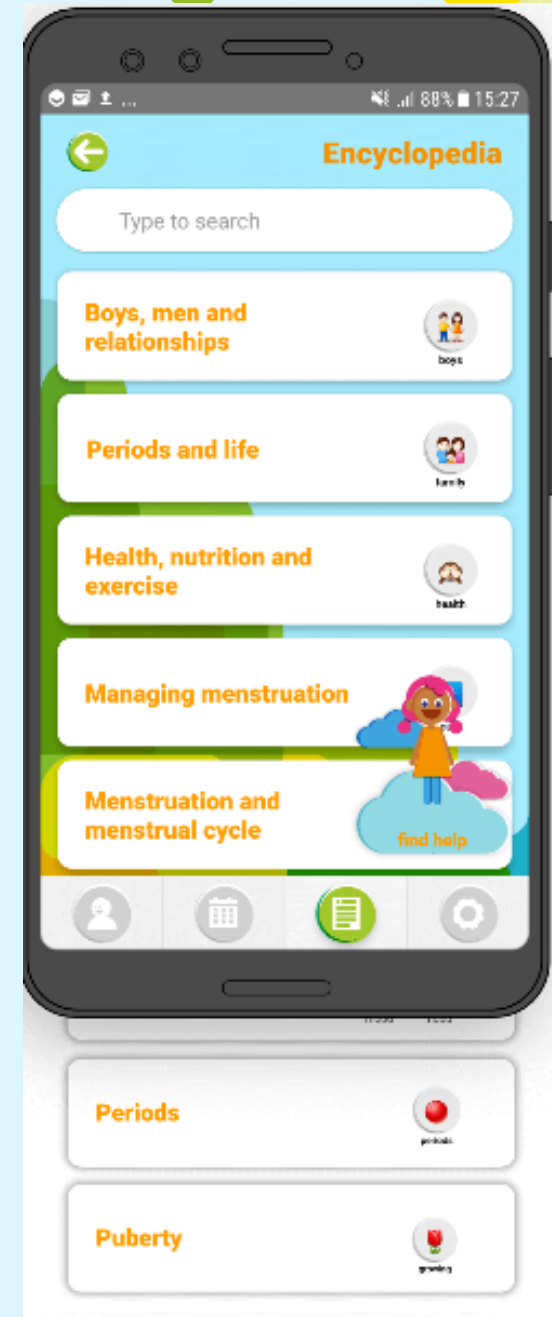 ... 88% 15:27
Encyclopedia
Type to search
Boys, men and
relationships
boys
Periods and life
family
Health, nutrition and
exercise
health
Managing menstruation
Menstruation and
menstrual cycle
find help
Periods
periods
Puberty
growing